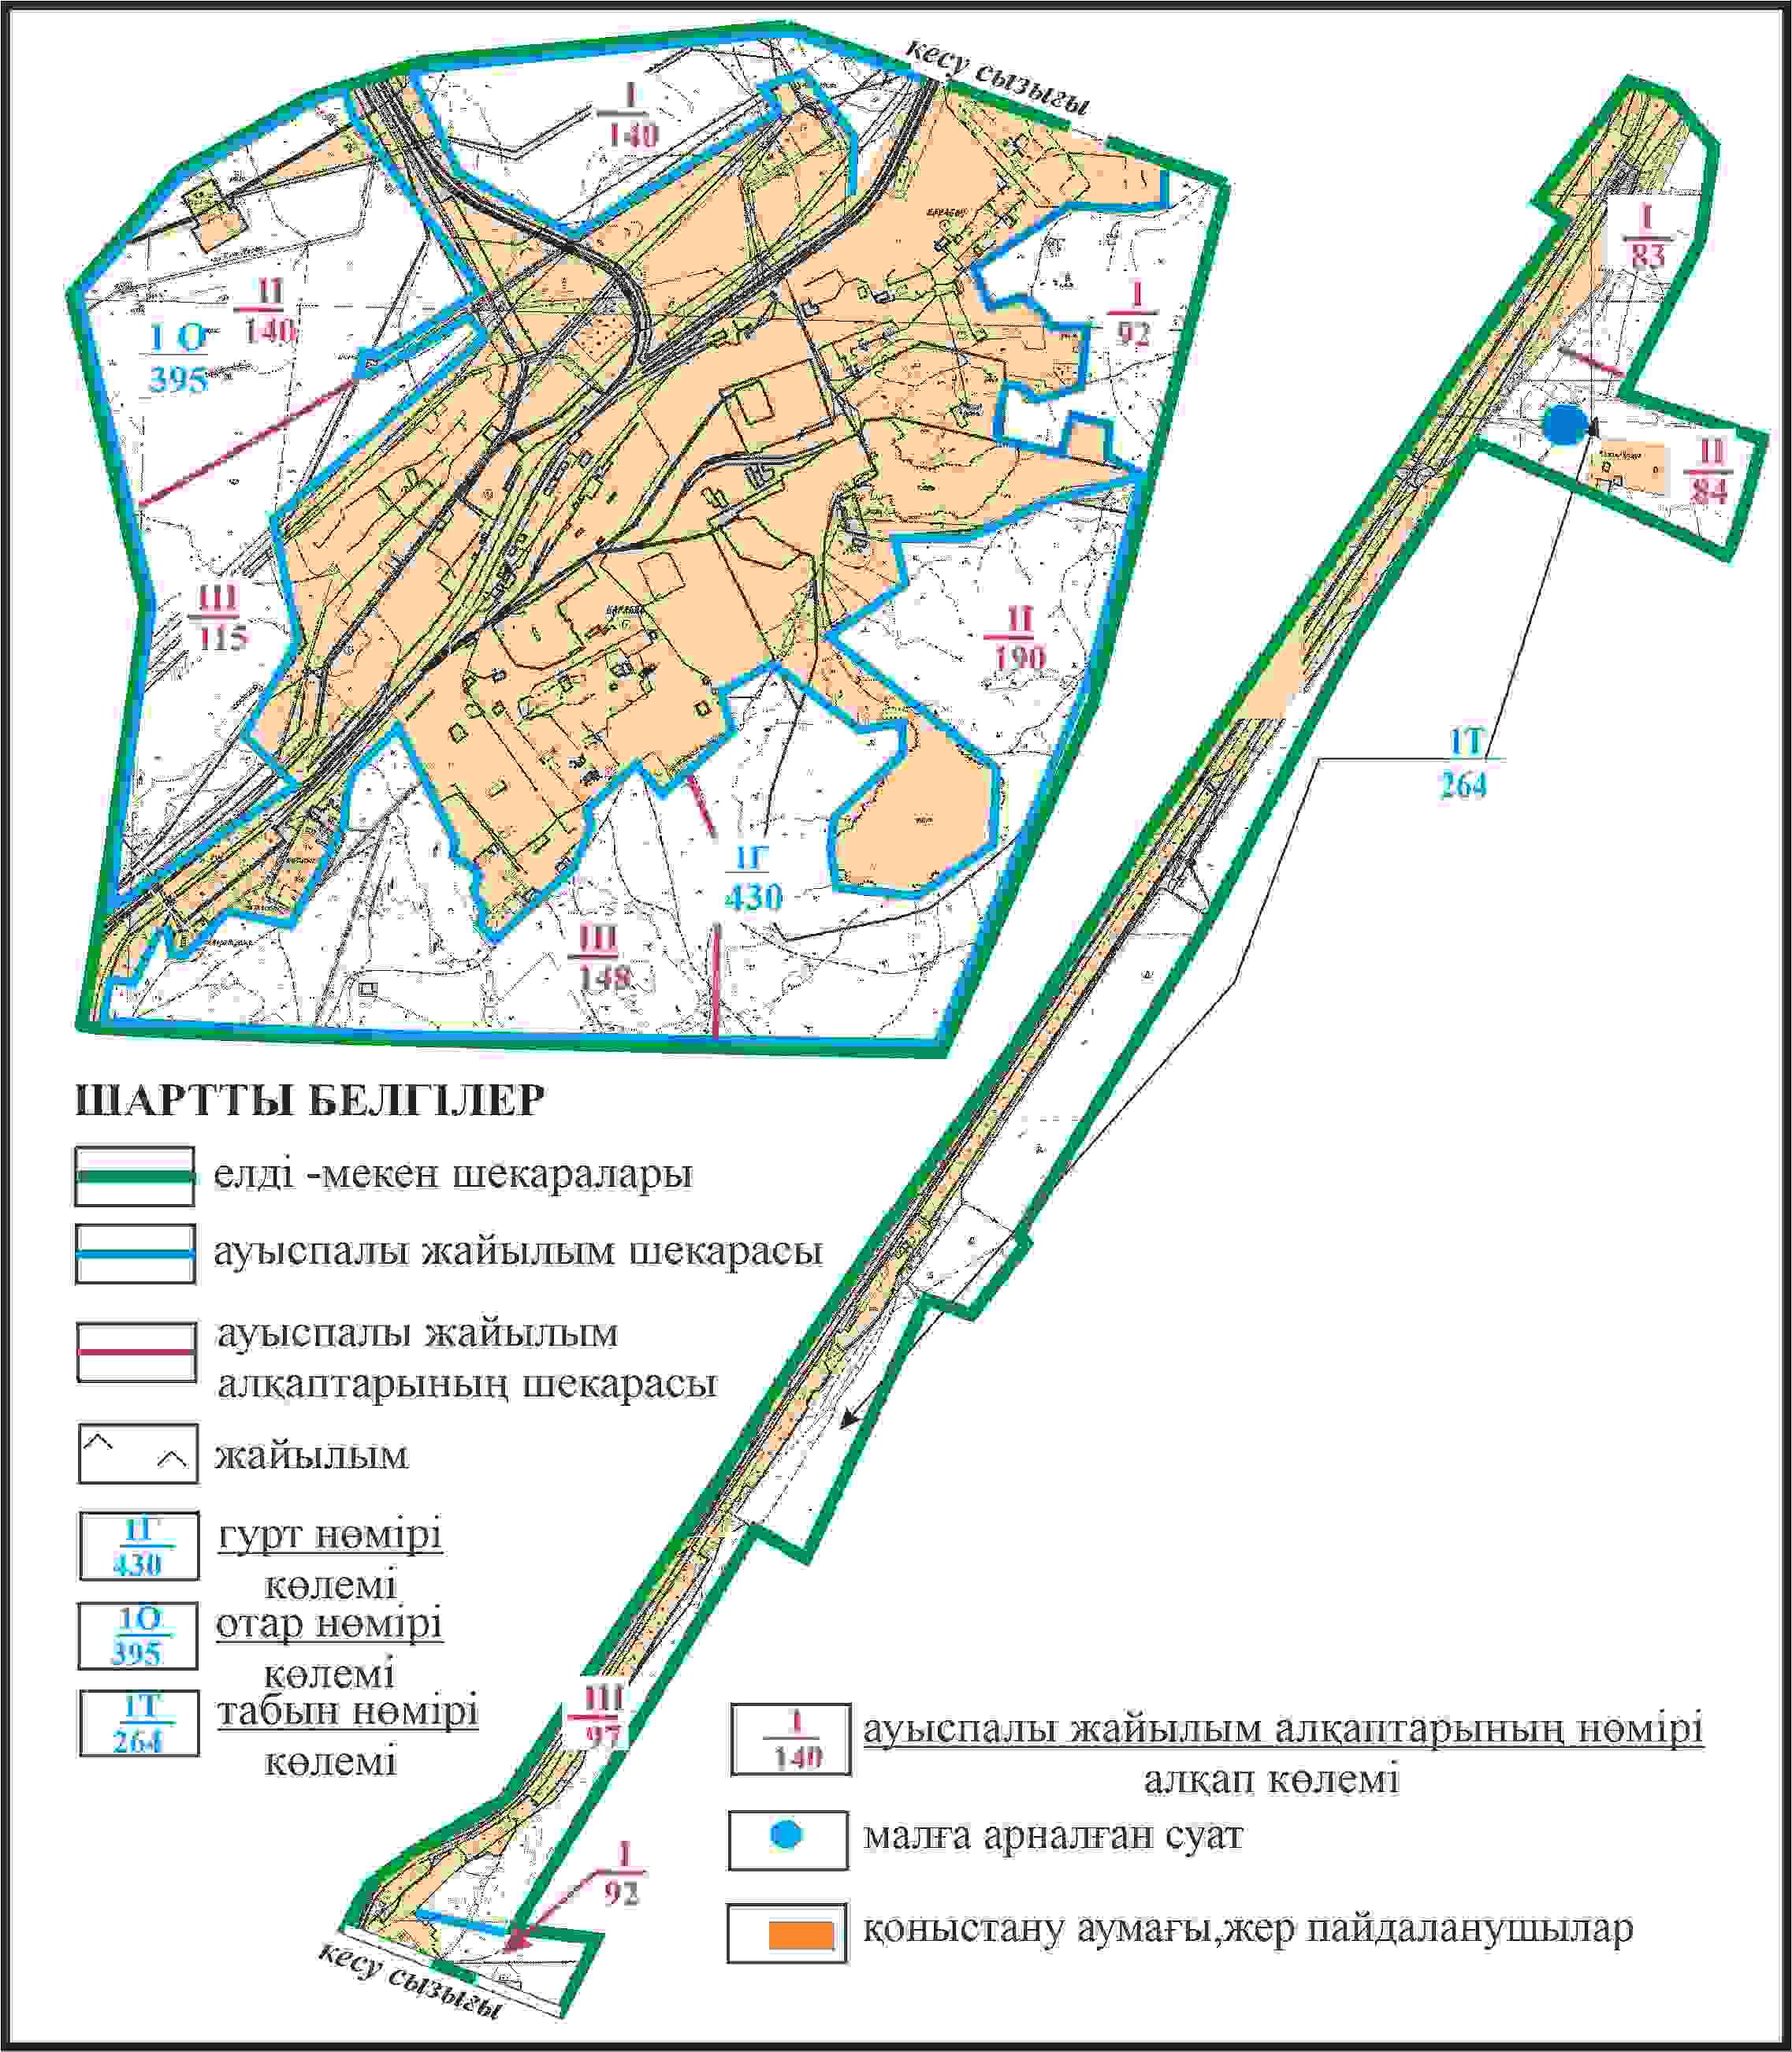 кесу сызығы
I
140
II
140
1 О
395
I
92
I
83
II
84
III
115
II
190
1Т
264
1Г
430
III
148
ШАРТТЫ БЕЛГІЛЕР
елді -мекен шекаралары
ауыспалы жайылым шекарасы
ауыспалы жайылым
алқаптарының шекарасы
жайылым
1Г
430
гурт нөмірі
көлемі
1О
395
отар нөмірі
көлемі
1Т
264
табын нөмірі
көлемі
III
97
I
92
кесу сызығы
I
140
ауыспалы жайылым алқаптарының нөмірі
алқап көлемі
малға арналған суат
қоныстану аумағы,жер пайдаланушылар